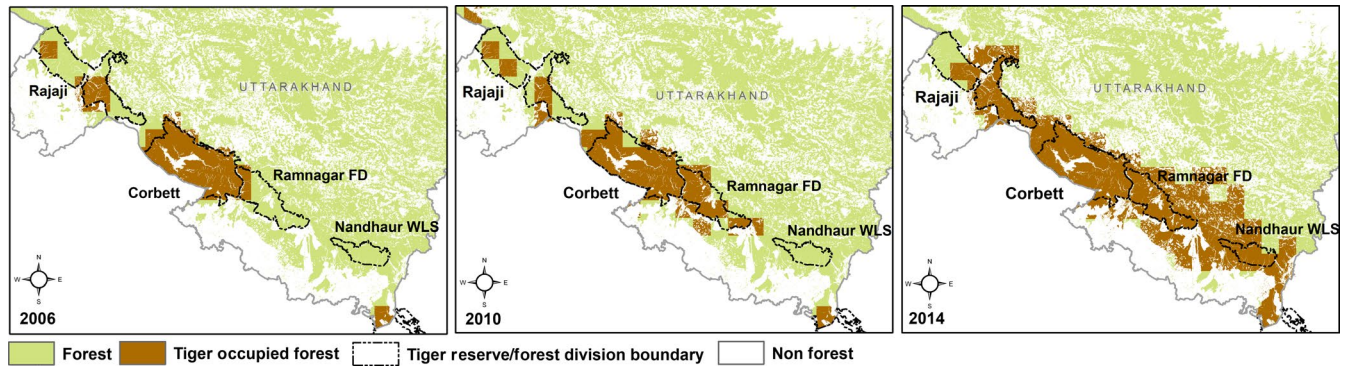 Rajaji
UTTARAKHAND
Corbett
Ramnagar FD
Nandhaur WLS
N
W E
S
2006
Rajaji
UTTARAKHAND
Corbett
Ramnagar FD
Nandhaur WLS
N
W E
S
2010
Rajaji
UTTARAKHAND
Corbett
Ramnagar FD
Nandhaur WLS
N
W E
S
2014
Forest Tiger occupied forest Tiger reserve/forest division boundary Non forest